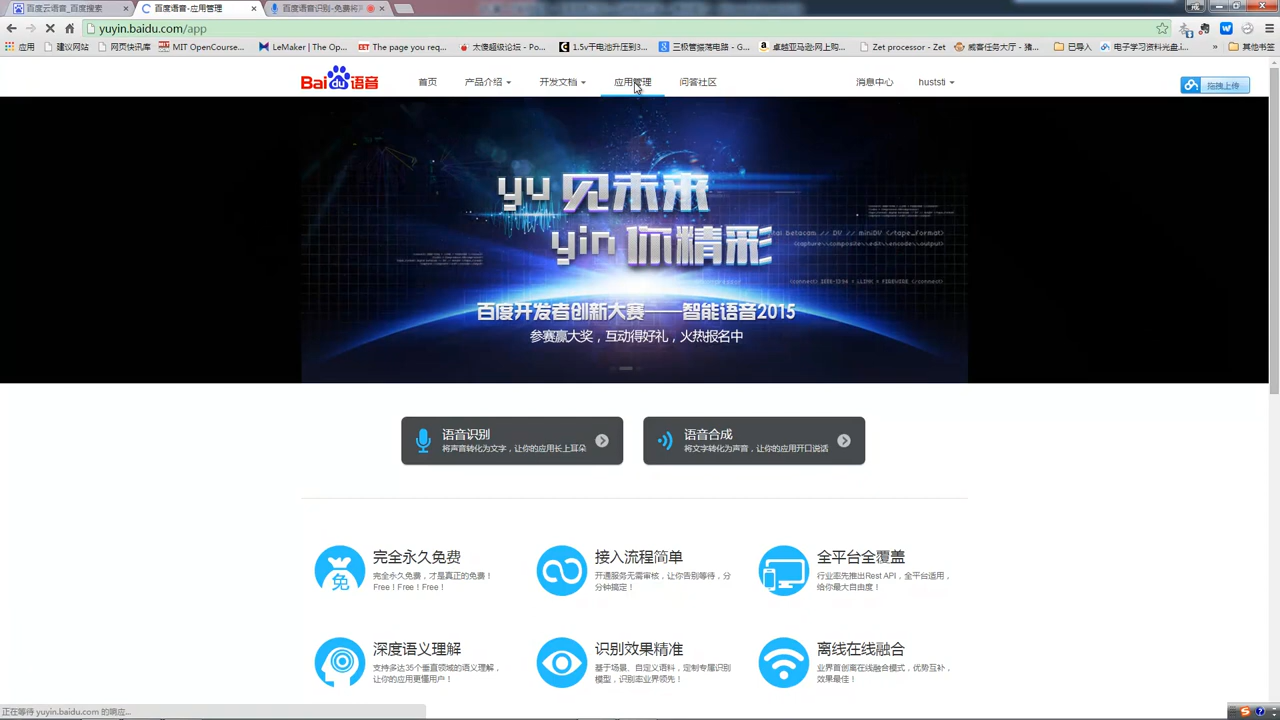 百度云语音_百度搜索
百度语音-应用管理
百度语音识别-免费将
yuyin.baidu.com/app
应用
建议网站
网页快讯库
MIT OpenCourse...
LeMaker | The Op...
The page you req...
太傻超级论坛 - Po...
1.5v干电池升压到3...
三极管振荡电路 - G...
卓越亚马逊:网上购...
Zet processor - Zet
威客任务大厅 - 猪...
已导入
电子学习资料光盘.i...
»
其他书签
Bai du 语音
首页
产品介绍
开发文档
应用管理
问答社区
消息中心
huststi
拖拽上传
yu 见未来
yin 你精彩
百度开发者创新大赛——智能语音2015
参赛赢大奖，互动得好礼，火热报名中
语音识别
将声音转化为文字，让你的应用长上耳朵
语音合成
将文字转化为声音，让你的应用开口说话
免
完全永久免费
完全永久免费，才是真正的免费！
Free！Free！Free！
接入流程简单
开通服务无需审核，让你告别等待，分
分钟搞定！
全平台全覆盖
行业率先推出Rest API，全平台适用，
给你最大自由度！
深度语义理解
支持多达35个垂直领域的语义理解，
让你的应用更懂用户！
识别效果精准
基于场景、自定义语料，定制专属识别
模型，识别率业界领先！
离线在线融合
业界首创离在线融合模式，优势互补，
效果最佳！
正在等待 yuyin.baidu.com 的响应...